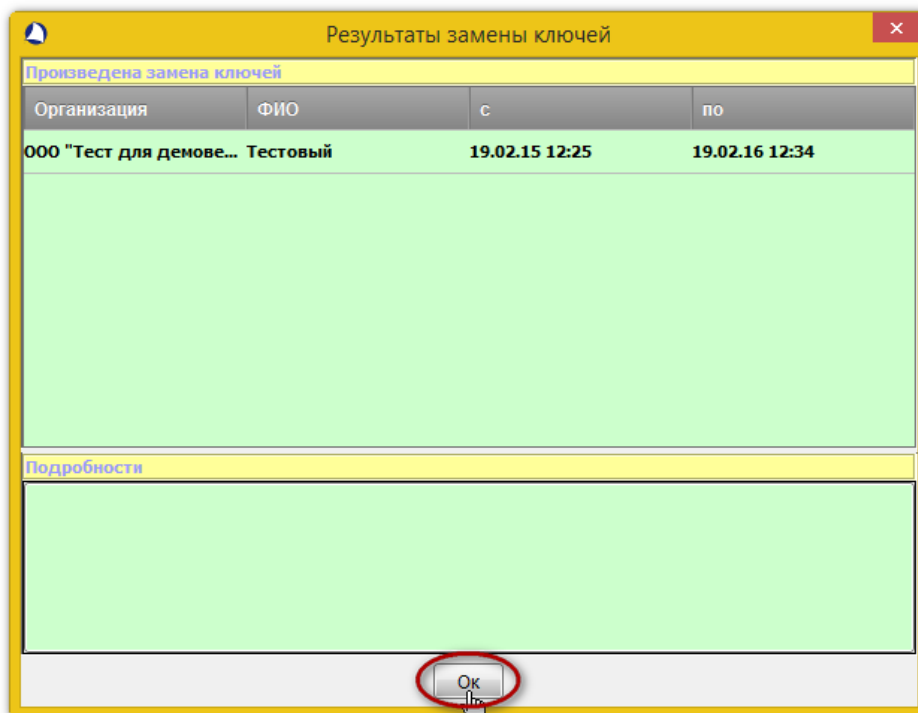 Результаты замены ключей
Произведена замена ключей
Организация ФИО с по
ООО "Тест для демове... Тестовый 19.02.15 12:25 19.02.16 12:34
Подробности
Ок